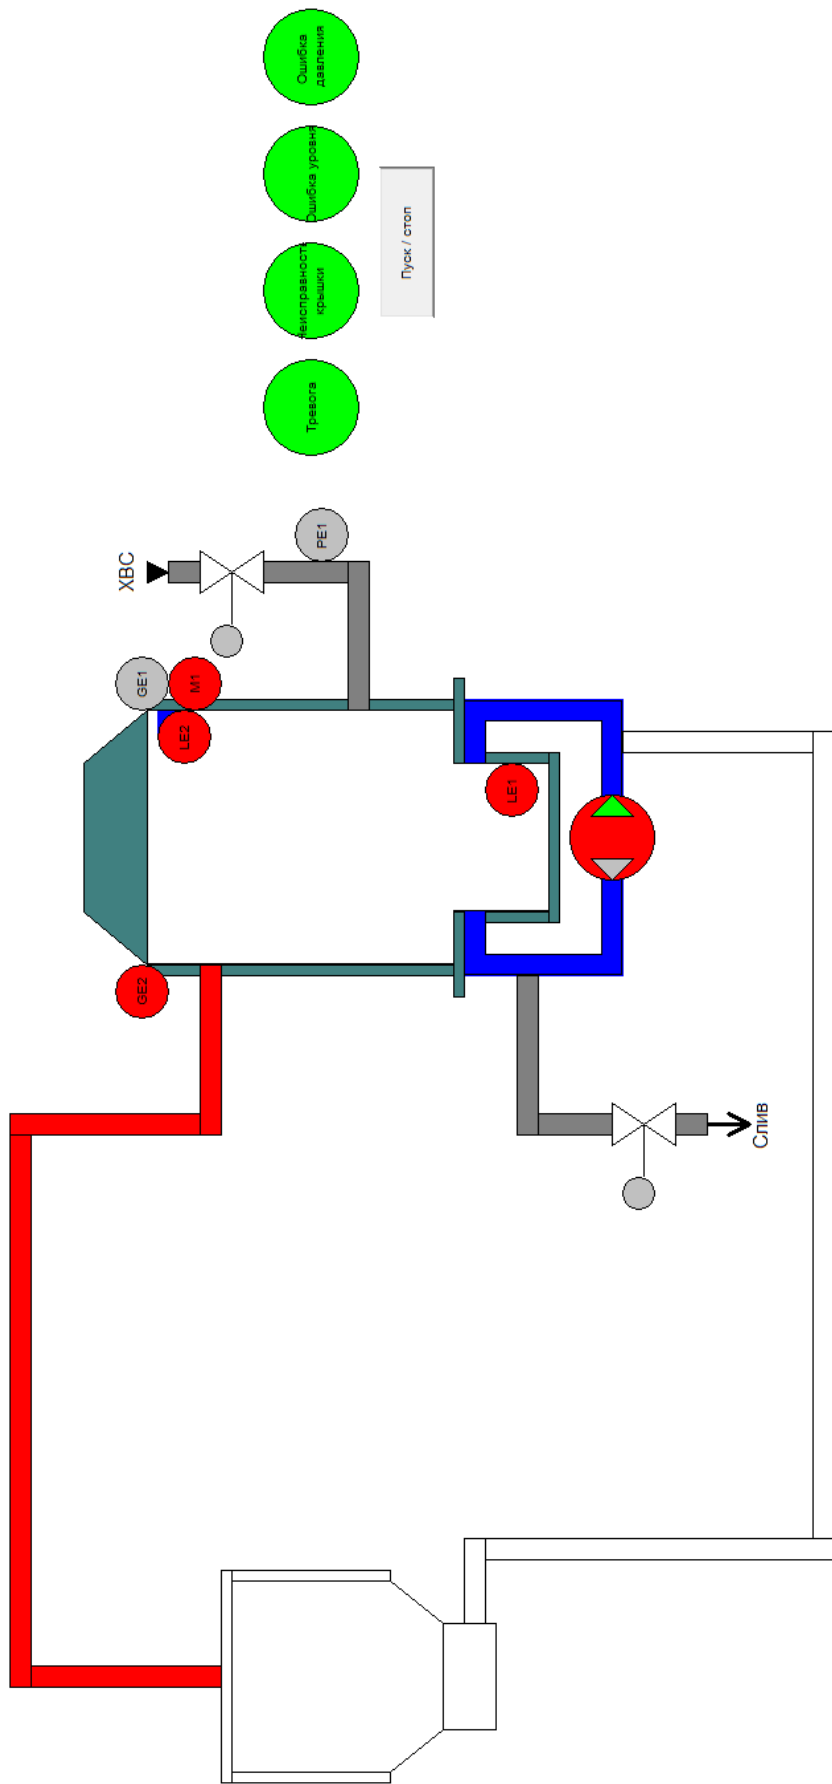 ХВС
GE2
GE1
LE2
M1
PE1
Тревога
Неисправность
крышки
Ошибка уровня
Ошибка
давления
Пуск / стоп
LE1
Слив